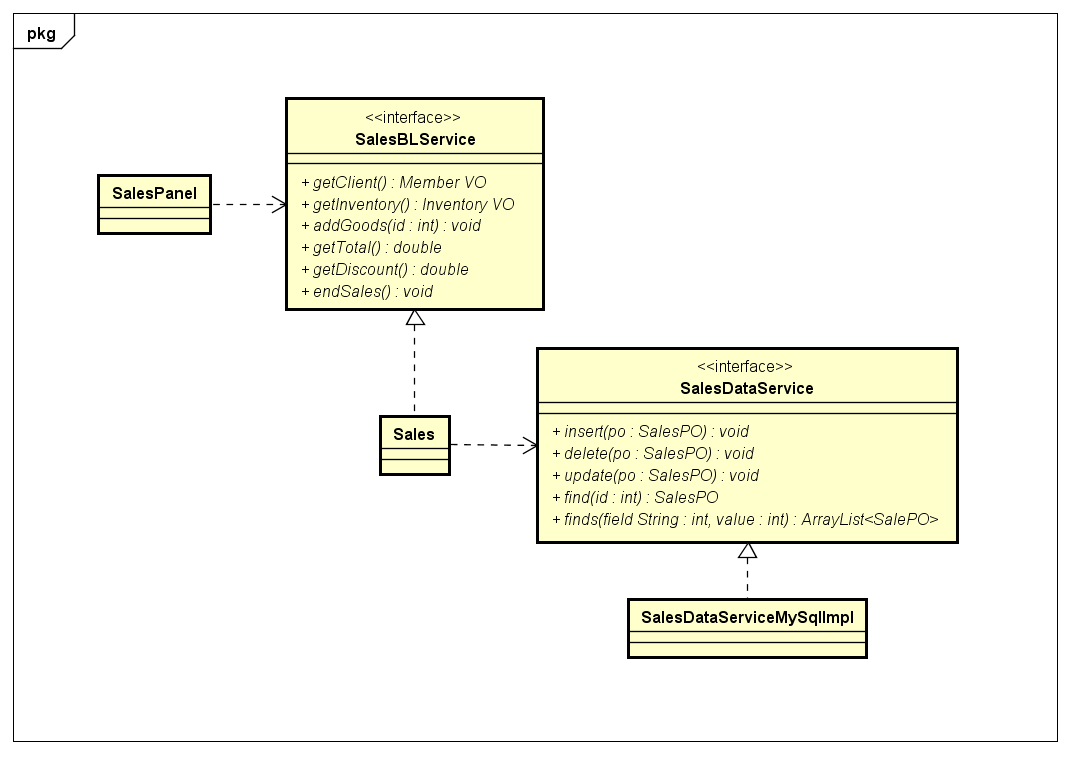 pkg
<<interface>>
SalesBLService
+ getClient() : Member VO
+ getInventory() : Inventory VO
+ addGoods(id : int) : void
+ getTotal() : double
+ getDiscount() : double
+ endSales() : void
SalesPanel
<<interface>>
SalesDataService
+ insert(po : SalesPO) : void
+ delete(po : SalesPO) : void
+ update(po : SalesPO) : void
+ find(id : int) : SalesPO
+ finds(field String : int, value : int) : ArrayList<SalePO>
Sales
SalesDataServiceMySqlImpl